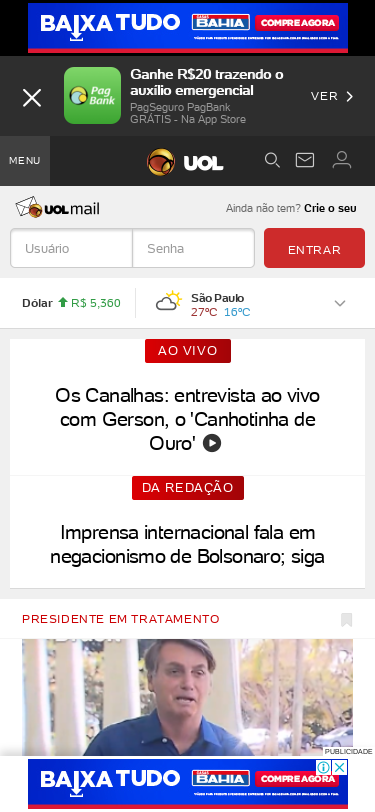 BAIXA TUDO
CASAS BAHIA
COMPRE AGORA
Ganhe R$20 trazendo o
auxílio emergencial
PagSeguro PagBank
GRÁTIS - Na App Store
VER
Pag
Bank
MENU
UOL
UOL mail
Ainda não tem? Crie o seu
Usuário
Senha
ENTRAR
Dólar R$ 5,360
São Paulo
27ºC 16ºC
AO VIVO
Os Canalhas: entrevista ao vivo
com Gerson, o 'Canhotinha de
Ouro'
DA REDAÇÃO
Imprensa internacional fala em
negacionismo de Bolsonaro; siga
PRESIDENTE EM TRATAMENTO
PUBLICIDADE
BAIXA TUDO
CASAS BAHIA
COMPRE AGORA